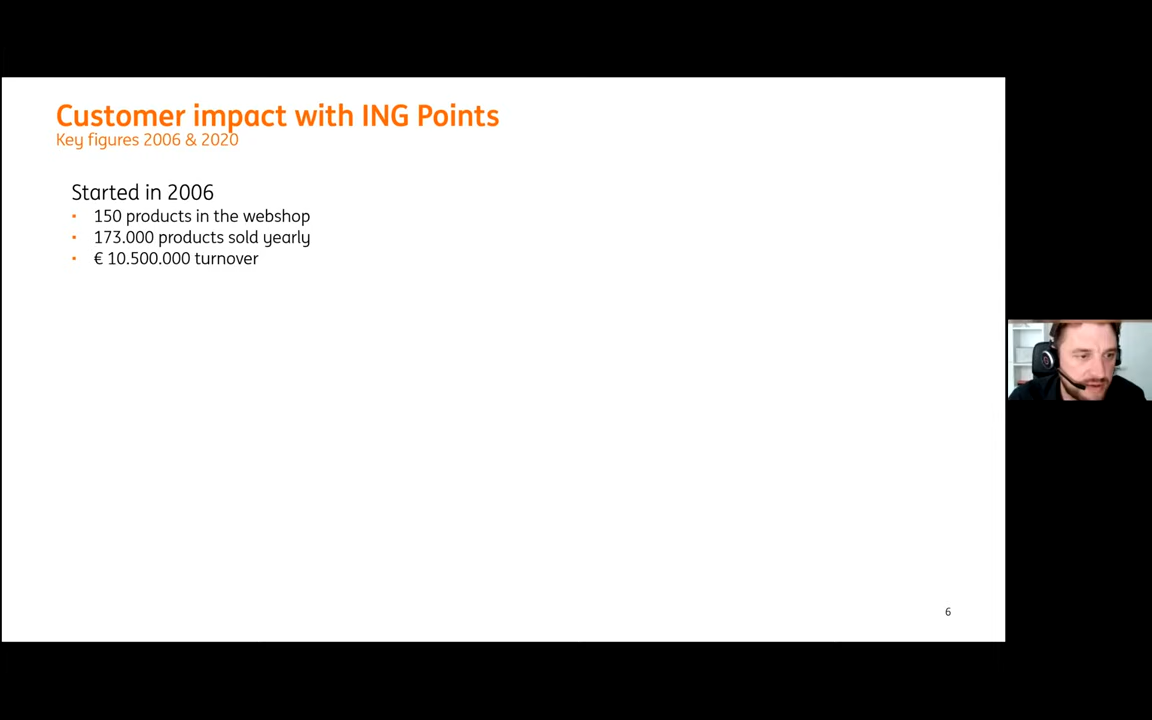 Customer impact with ING Points
Key figures 2006 & 2020
Started in 2006
▪ 150 products in the webshop
▪ 173.000 products sold yearly
▪ € 10.500.000 turnover
6